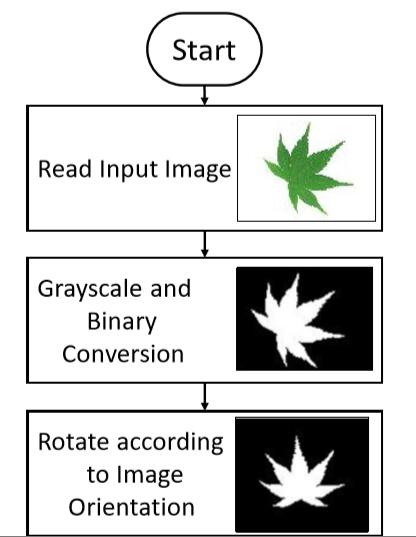 Start
Read Input Image
Grayscale and
Binary
Conversion
Rotate according
to Image
Orientation